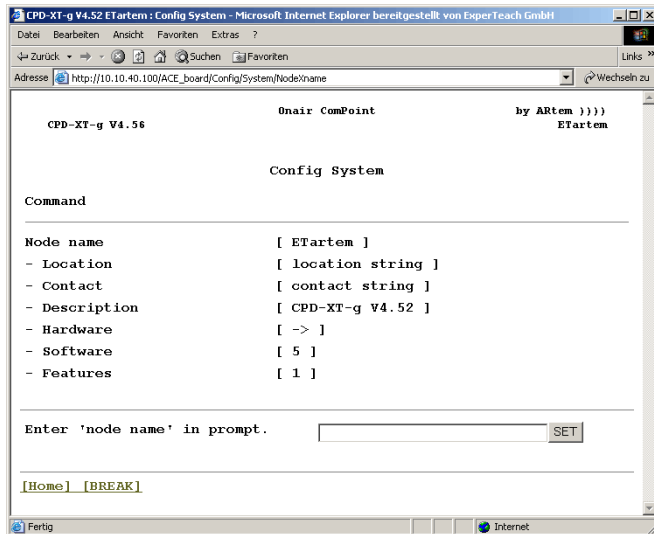 CPD-XT-g V4.52 ETartem : Config System - Microsoft Internet Explorer bereitgestellt von ExperTeach GmbH
Datei Bearbeiten Ansicht Favoriten Extras ?
Zurück Suchen Favoriten Links »
Adresse http://10.10.40.100/ACE_board/Config/System/NodeXname Wechseln zu
Onair ComPoint by ARtem ))))
CPD-XT-g V4.56 ETartem
Config System
Command
Node name [ ETartem ]
- Location [ location string ]
- Contact [ contact string ]
- Description [ CPD-XT-g V4.52 ]
- Hardware [ -> ]
- Software [ 5 ]
- Features [ 1 ]
Enter 'node name' in prompt. SET
[Home] [BREAK]
Fertig Internet